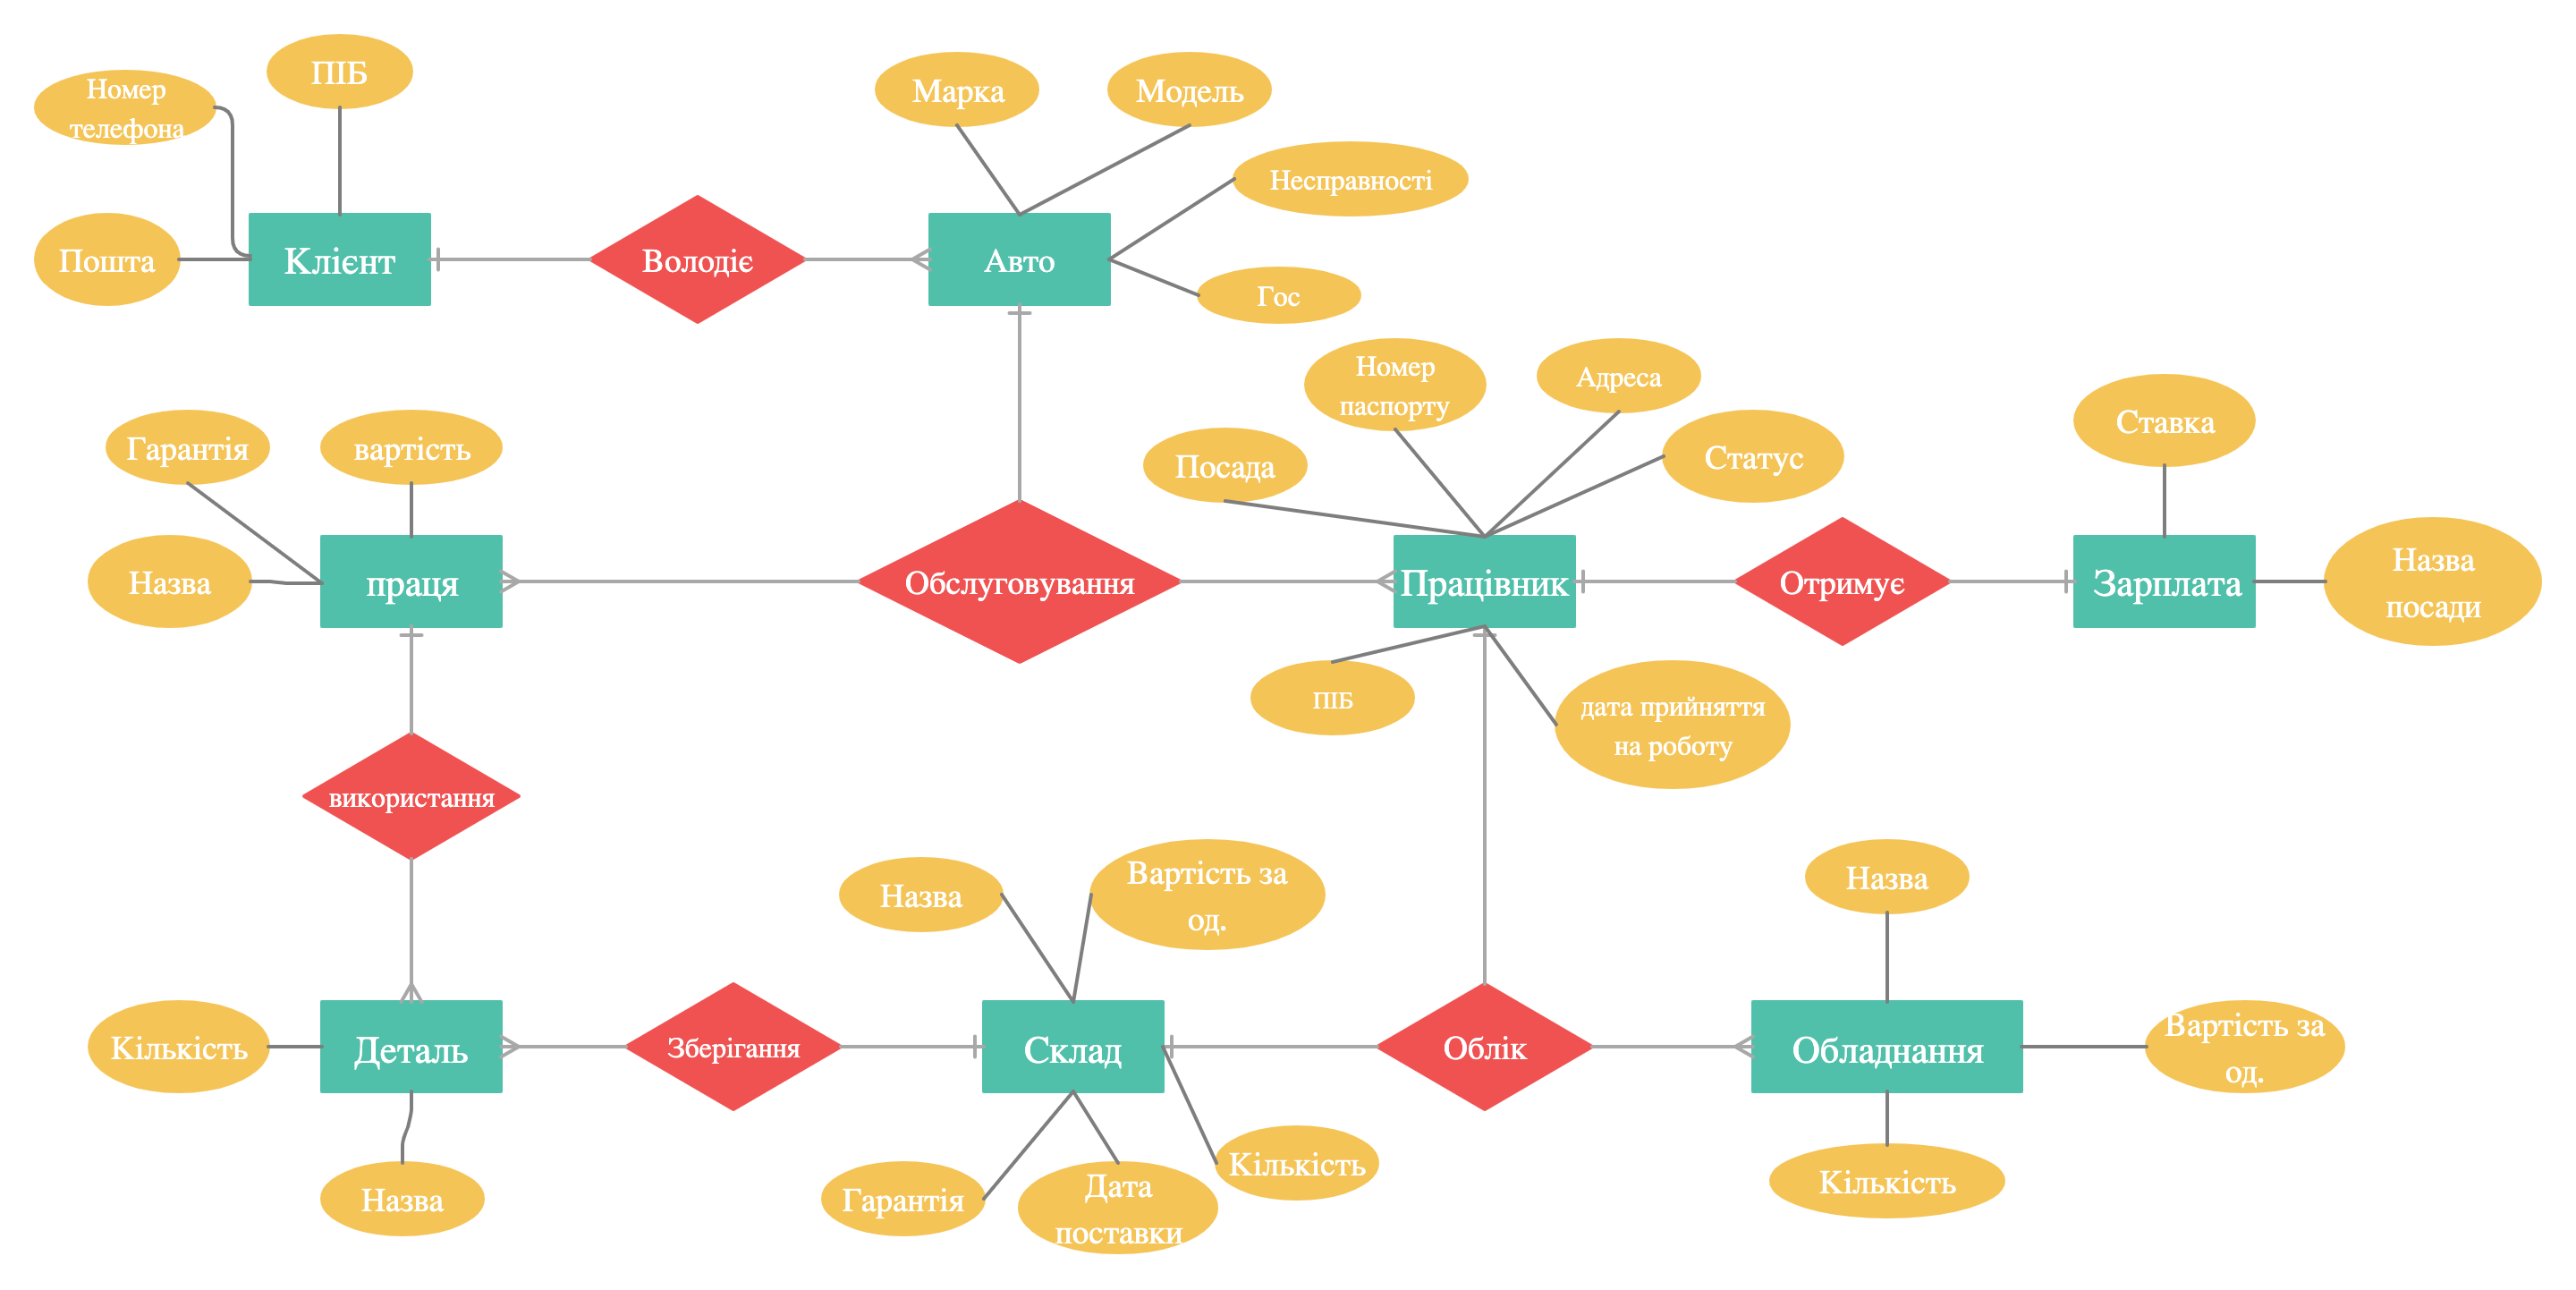 ПІБ
Номер
телефона
Марка
Модель
Несправності
Пошта
Клієнт
Володіє
Авто
Гос
Номер
паспорту
Адреса
Ставка
Гарантія
вартість
Посада
Статус
Назва
праця
Обслуговування
Працівник
Отримує
Зарплата
Назва
посади
ПІБ
дата прийняття
на роботу
використання
Назва
Вартість за
од.
Назва
Кількість
Деталь
Зберігання
Склад
Облік
Обладнання
Вартість за
од.
Назва
Гарантія
Дата
поставки
Кількість
Кількість